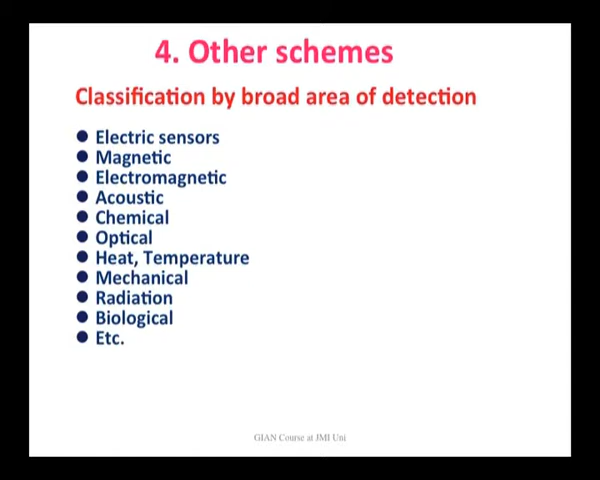 4. Other schemes
Classification by broad area of detection
● Electric sensors
● Magnetic
● Electromagnetic
● Acoustic
● Chemical
● Optical
● Heat, Temperature
● Mechanical
● Radiation
● Biological
● Etc.
GIAN Course at JMI Uni